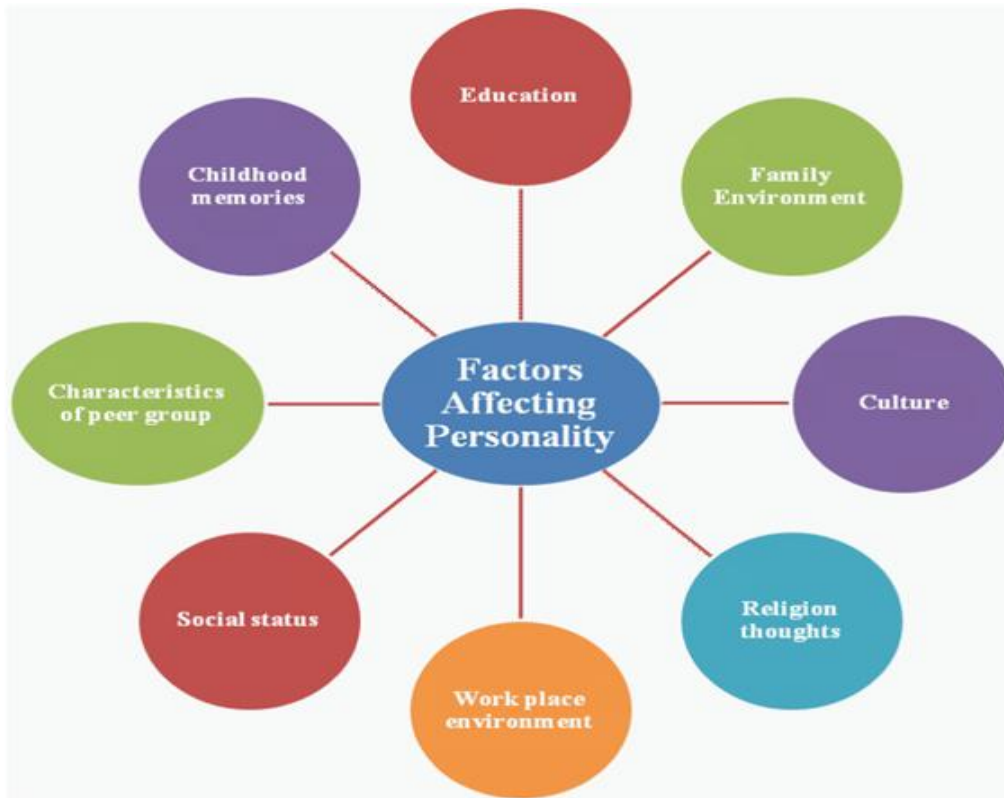 Education
Childhood
memories
Family
Environment
Characteristics
of peer group
Factors
Affecting
Personality
Culture
Social status
Religion
thoughts
Work place
environment